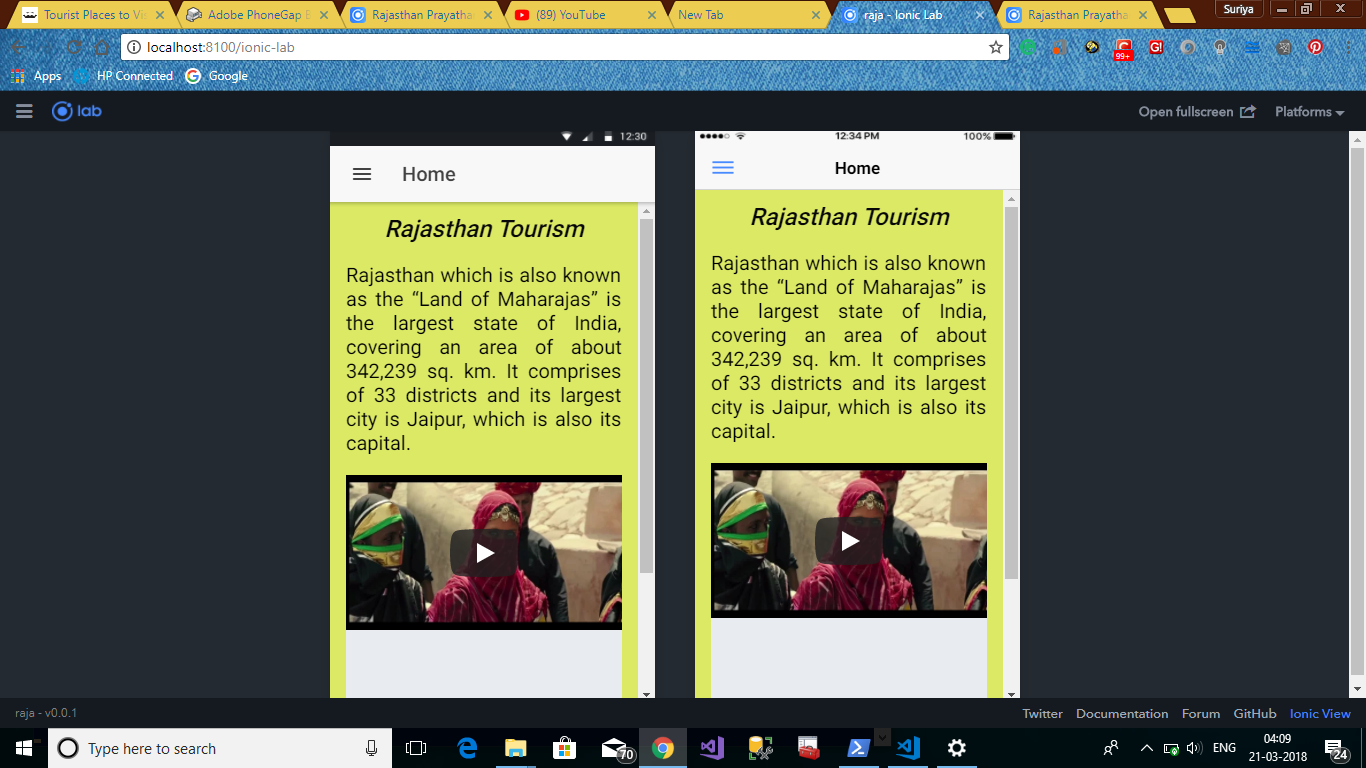 Tourist Places to Vis
Adobe PhoneGap B
Rajasthan Prayatha
(89) YouTube
New Tab
raja - Ionic Lab
Rajasthan Prayatha
Suriya
localhost:8100/ionic-lab
99+
G!
Apps
HP Connected
Google
lab
Open fullscreen
Platforms
12:30
Home
Rajasthan Tourism
Rajasthan which is also known
as the “Land of Maharajas” is
the largest state of India,
covering an area of about
342,239 sq. km. It comprises
of 33 districts and its largest
city is Jaipur, which is also its
capital.
12:34 PM
100%
Home
Rajasthan Tourism
Rajasthan which is also known
as the “Land of Maharajas” is
the largest state of India,
covering an area of about
342,239 sq. km. It comprises
of 33 districts and its largest
city is Jaipur, which is also its
capital.
raja - v0.0.1
Twitter
Documentation
Forum
GitHub
Ionic View
Type here to search
70
ENG
04:09
21-03-2018
24